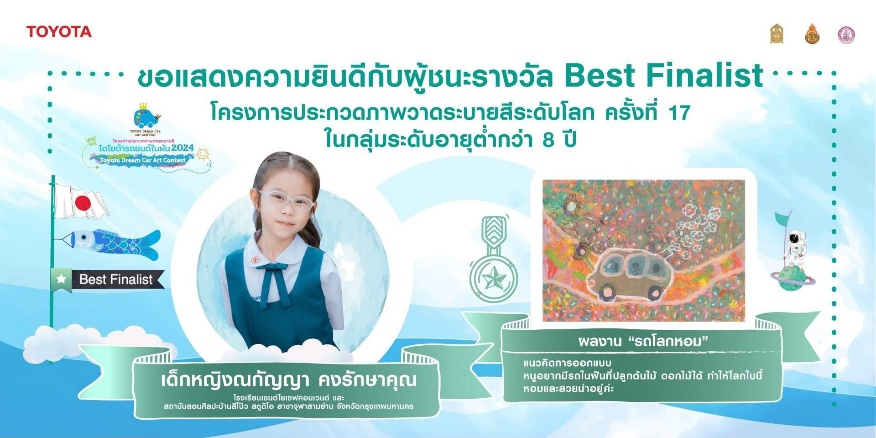 TOYOTA
ขอแสดงความยินดีกับผู้ชนะรางวัล Best Finalist
โครงการประกวดภาพวาดระบายสีระดับโลก ครั้งที่ 17
ในกลุ่มระดับอายุต่ำกว่า 8 ปี
โตโยต้ารถยนต์ในฝัน 2024
Toyota Dream Car Art Contest
Best Finalist
เด็กหญิงณกัญญา คงรักษาคุณ
โรงเรียนเซนต์โยเซฟคอนเวนต์ และ
สถาบันสอนศิลปะบ้านสีโป๊ว สตูดิโอ สาขาจุฬาสามย่าน จังหวัดกรุงเทพมหานคร
ผลงาน “รถโลกหอม”
แนวคิดการออกแบบ
หนูอยากมีรถในฝันที่ปลูกต้นไม้ ดอกไม้ได้ ทำให้โลกใบนี้
หอมและสวยน่าอยู่ค่ะ